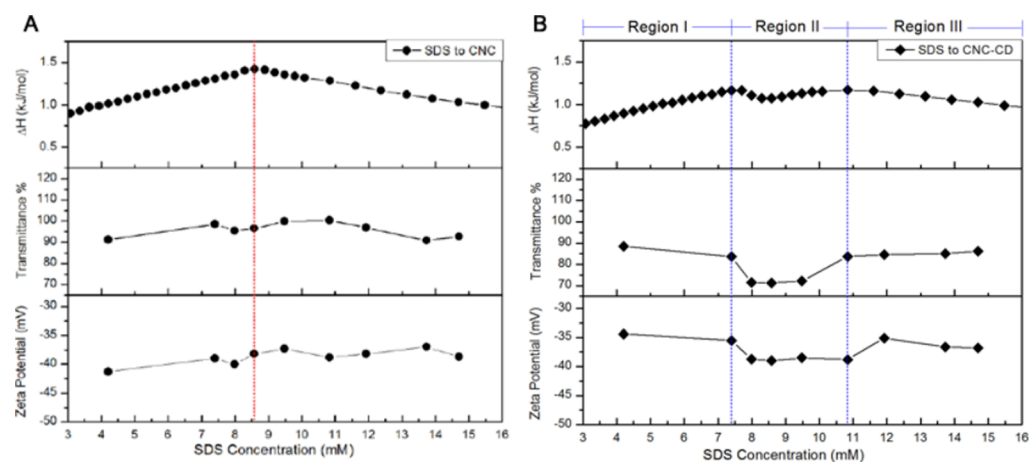 A
SDS to CNC
ΔH (kJ/mol)
1.5
1.0
0.5
Transmittance %
120
110
100
90
80
70
Zeta Potential (mV)
-30
-35
-40
-45
-50
3 4 5 6 7 8 9 10 11 12 13 14 15 16
SDS Concentration (mM)
B
Region I Region II Region III
SDS to CNC-CD
ΔH (kJ/mol)
1.5
1.0
0.5
Transmittance %
120
110
100
90
80
70
Zeta Potential (mV)
-30
-35
-40
-45
-50
3 4 5 6 7 8 9 10 11 12 13 14 15 16
SDS Concentration (mM)